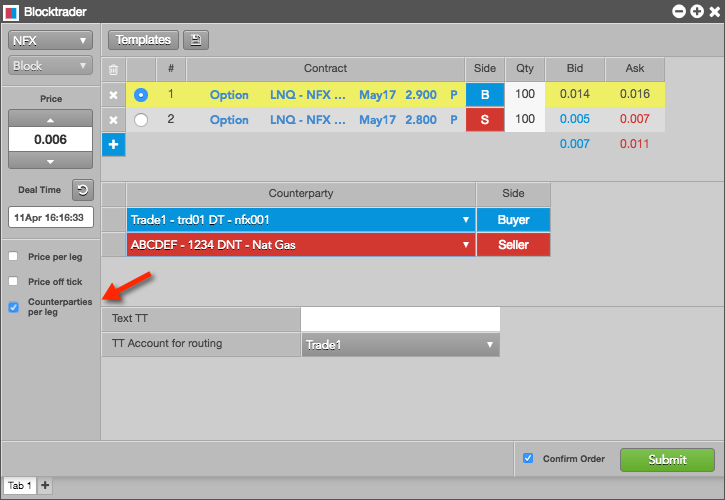 Blocktrader
NFX
Block
Price
0.006
Deal Time
11Apr 16:16:33
Price per leg
Price off tick
Counterparties
per leg
Templates
# Contract Side Qty Bid Ask
1 Option LNQ - NFX ... May17 2.900 P B 100 0.014 0.016
2 Option LNQ - NFX ... May17 2.800 P S 100 0.005 0.007
0.007 0.011
Counterparty Side
Trade1 - trd01 DT - nfx001 Buyer
ABCDEF - 1234 DNT - Nat Gas Seller
Text TT
TT Account for routing Trade1
Confirm Order Submit
Tab 1